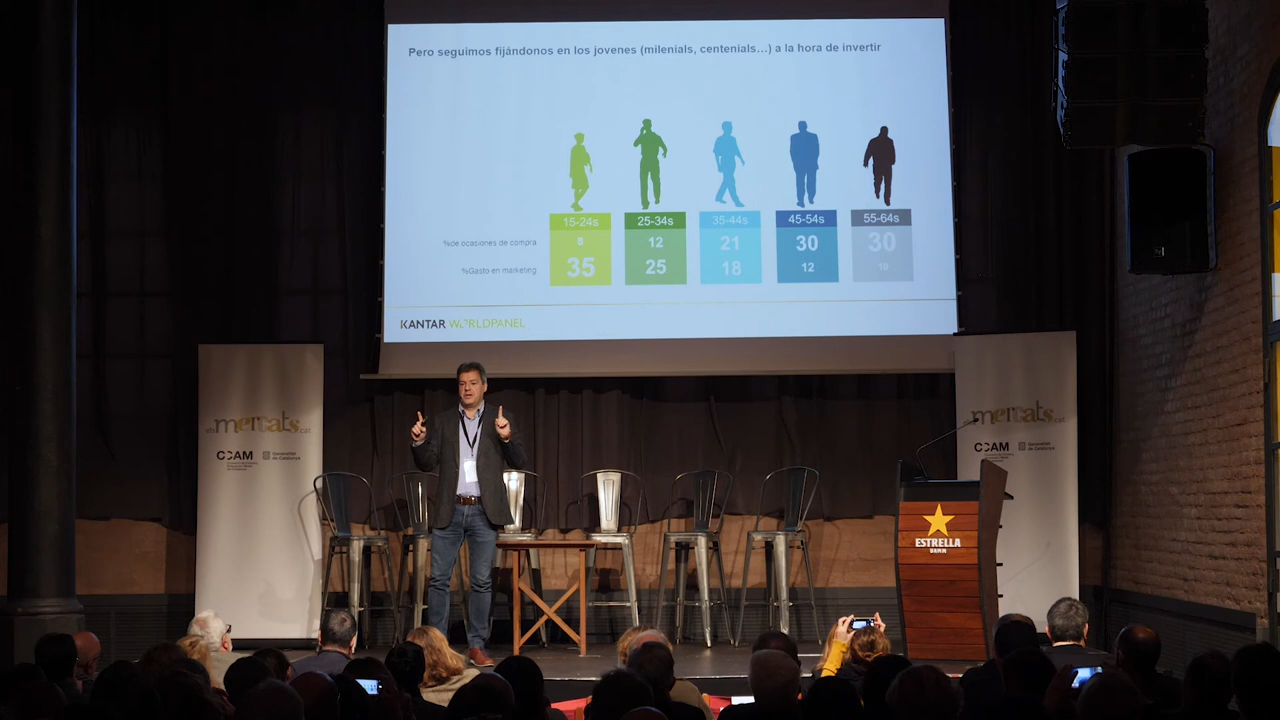 Pero seguimos fijándonos en los jovenes (milenials, centenials...) a la hora de invertir
15-24s 25-34s 35-44s 45-54s 55-64s
%de ocasiones de compra 8 12 21 30 30
%Gasto en marketing 35 25 18 12 10
KANTAR WORLDPANEL
els mercats.cat
CCAM
Generalitat de Catalunya
els mercats.cat
CCAM
Generalitat de Catalunya
ESTRELLA
DAMM